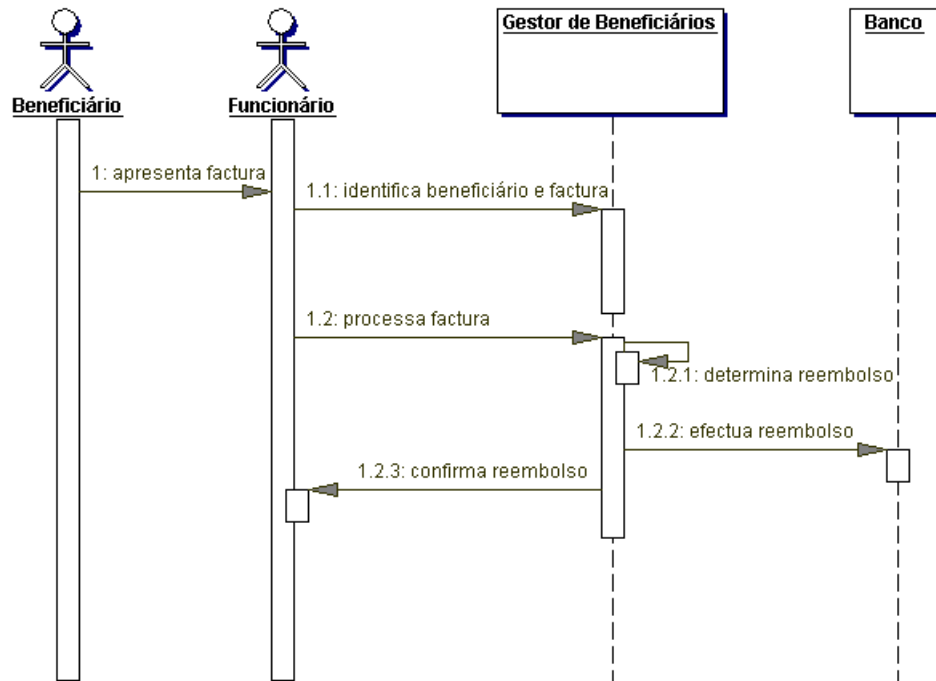 Gestor de Beneficiários
Banco
Beneficiário
Funcionário
1: apresenta factura
1.1: identifica beneficiário e factura
1.2: processa factura
1.2.1: determina reembolso
1.2.2: efectua reembolso
1.2.3: confirma reembolso